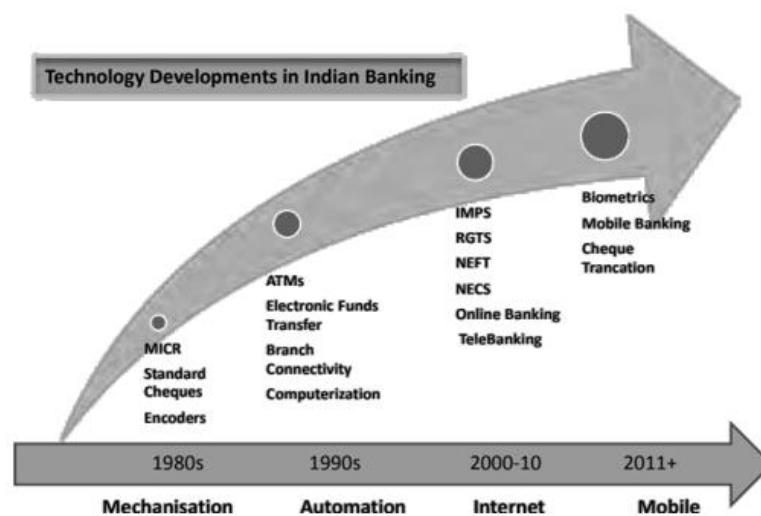 Technology Developments in Indian Banking
MICR
Standard
Cheques
Encoders
ATMs
Electronic Funds
Transfer
Branch
Connectivity
Computerization
IMPS
RGTS
NEFT
NECS
Online Banking
TeleBanking
Biometrics
Mobile Banking
Cheque
Trancation
1980s
1990s
2000-10
2011+
Mechanisation
Automation
Internet
Mobile